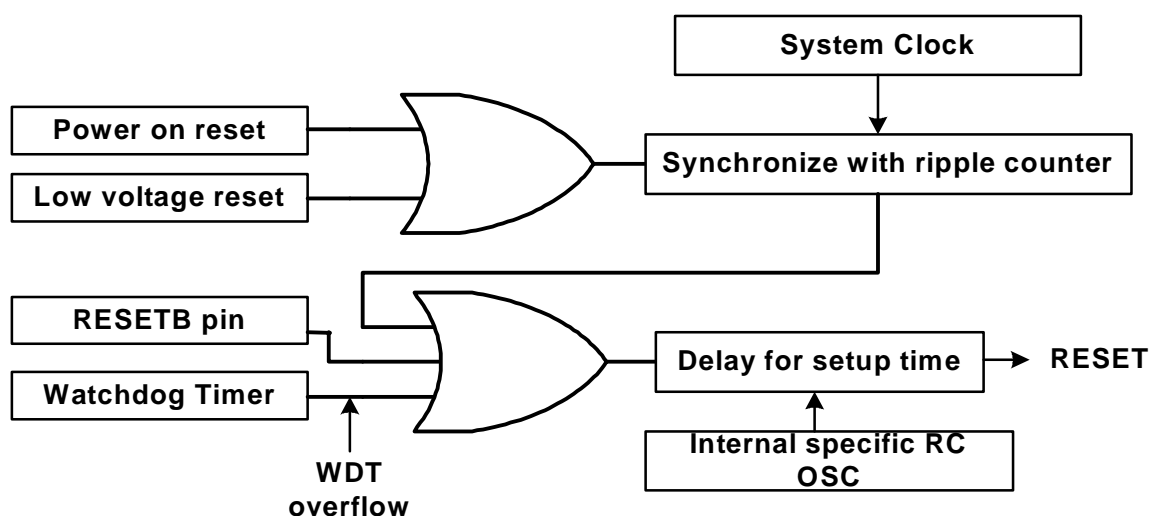 System Clock
Power on reset
Synchronize with ripple counter
Low voltage reset
RESETB pin
Delay for setup time
RESET
Watchdog Timer
Internal specific RC
OSC
WDT
overflow